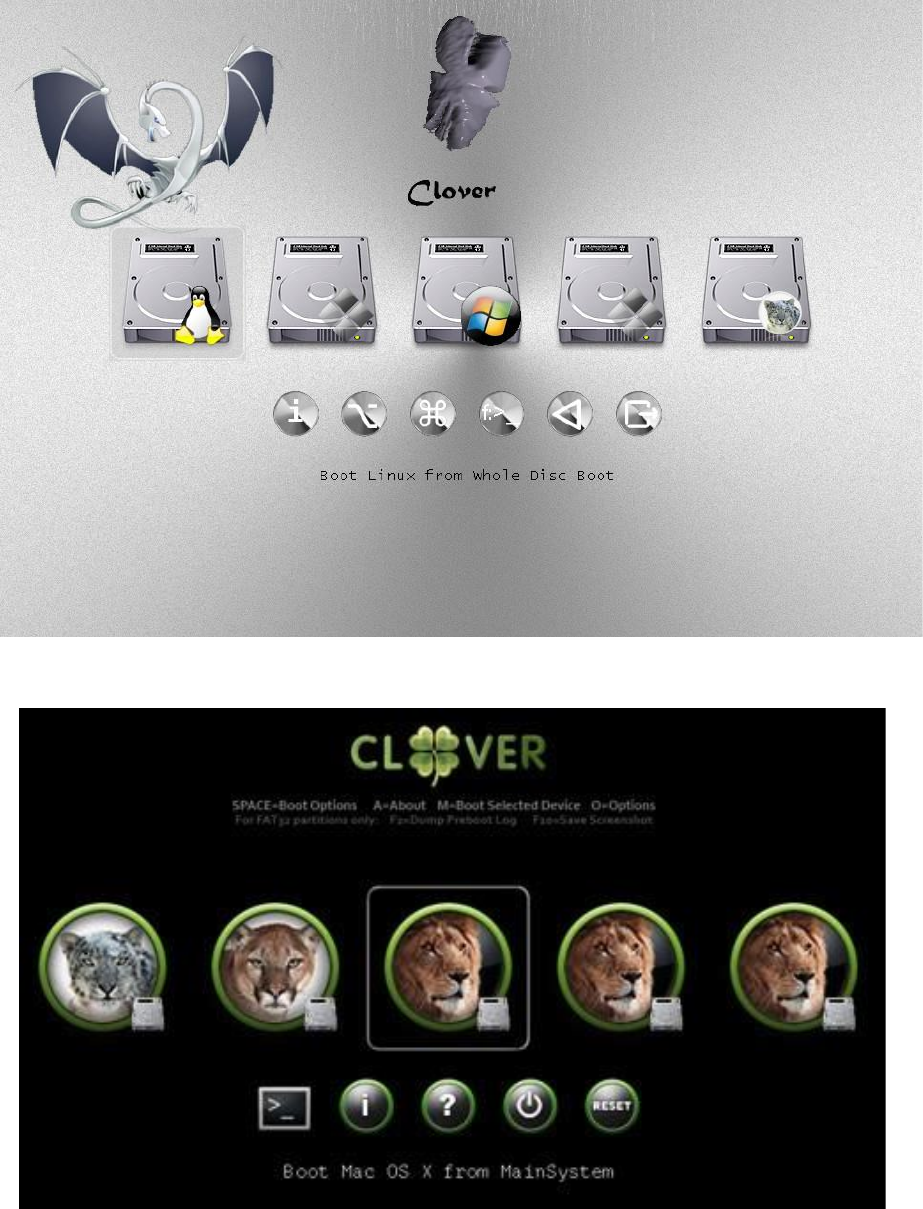 Clover
f:>_
Boot Linux from Whole Disc Boot
CLOVER
SPACE=Boot Options A=About M=Boot Selected Device O=Options
For FAT32 partitions only: F2=Dump Preboot Log F10=Save Screenshot
>_
i
?
RESET
Boot Mac OS X from MainSystem